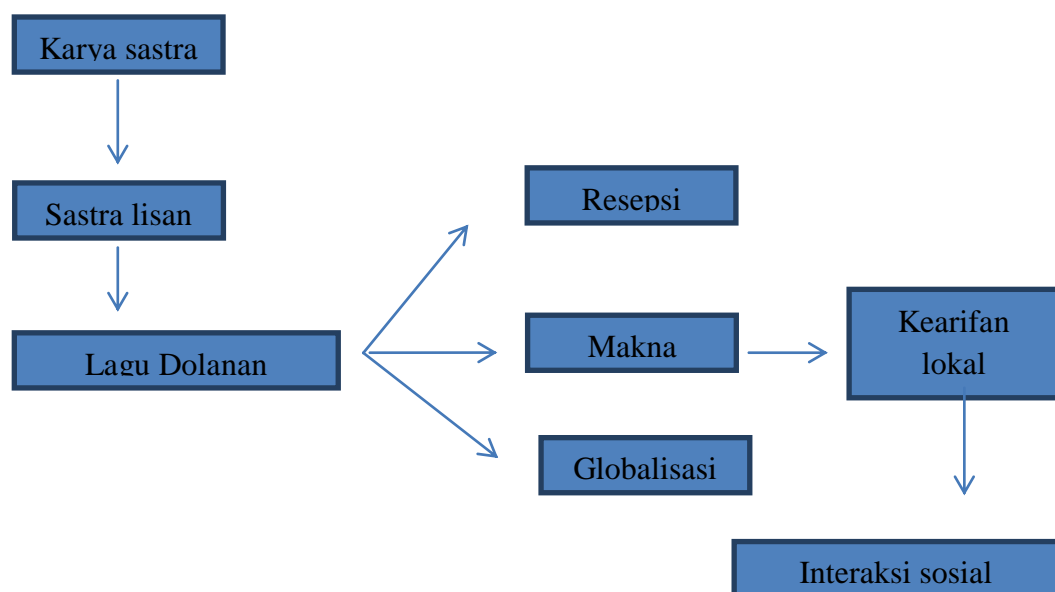 Karya sastra
Sastra lisan
Lagu Dolanan
Resepsi
Makna
Globalisasi
Kearifan
lokal
Interaksi sosial